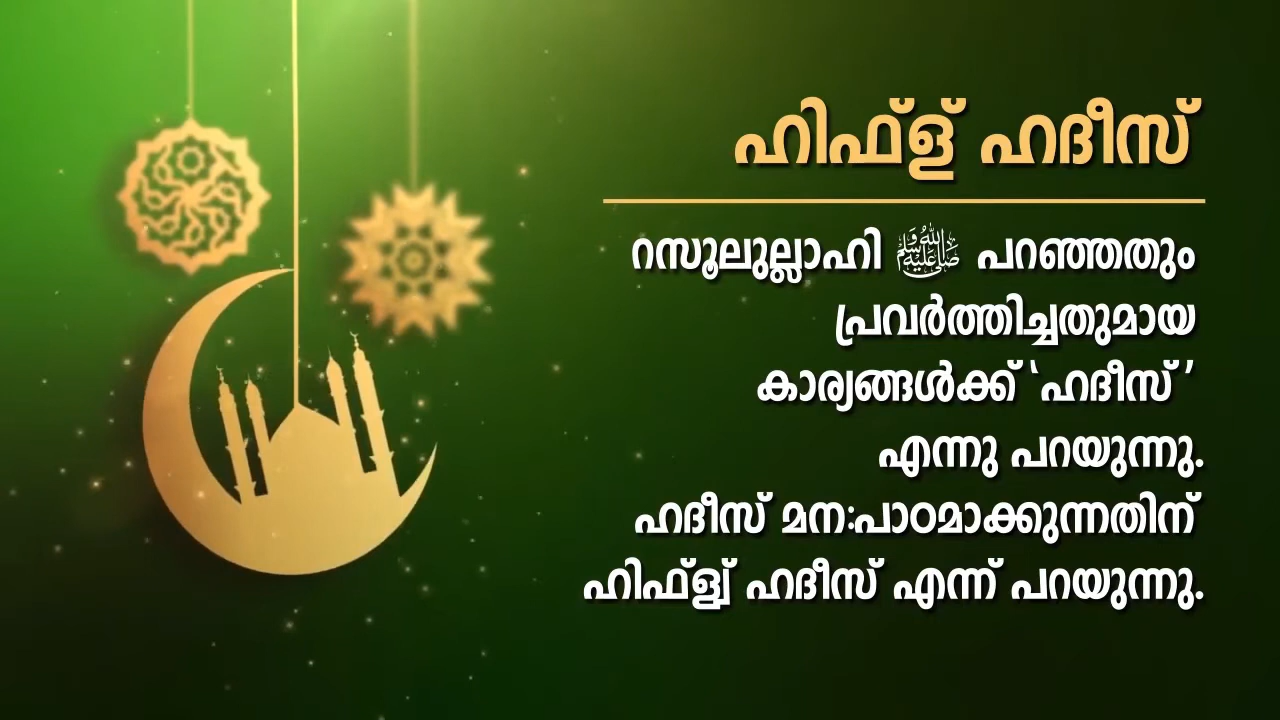 ഹിഫ്ള് ഹദീസ്
റസൂലുല്ലാഹി ﷺ പറഞ്ഞതും
പ്രവർത്തിച്ചതുമായ
കാര്യങ്ങൾക്ക് ‘ഹദീസ് ’
എന്നു പറയുന്നു.
ഹദീസ് മന:പാഠമാക്കുന്നതിന്
ഹിഫ്ള്വ് ഹദീസ് എന്ന് പറയുന്നു.